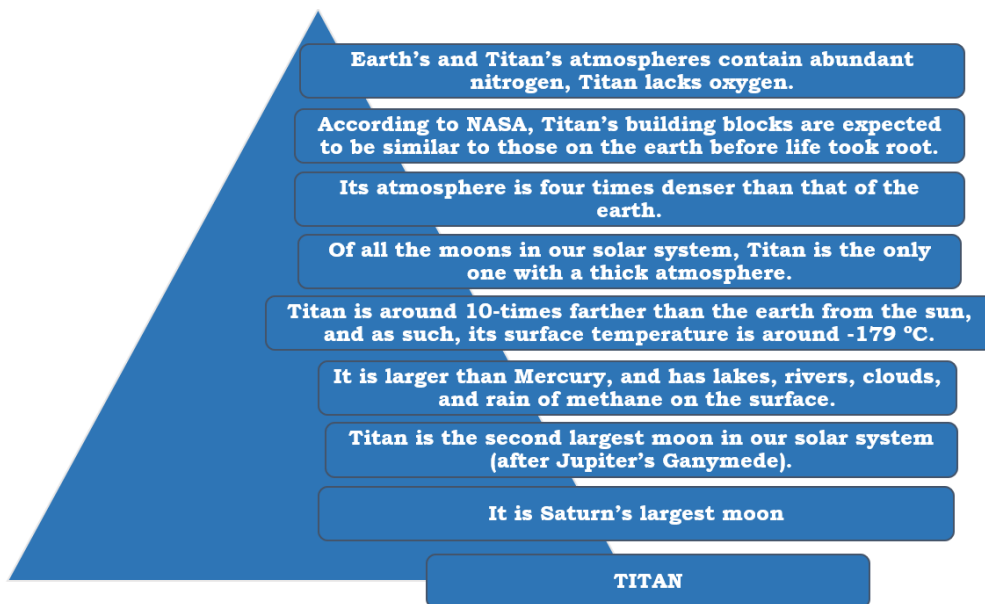 Earth's and Titan's atmospheres contain abundant
nitrogen, Titan lacks oxygen.
According to NASA, Titan's building blocks are expected
to be similar to those on the earth before life took root.
Its atmosphere is four times denser than that of the
earth.
Of all the moons in our solar system, Titan is the only
one with a thick atmosphere.
Titan is around 10-times farther than the earth from the sun,
and as such, its surface temperature is around -179 ºC.
It is larger than Mercury, and has lakes, rivers, clouds,
and rain of methane on the surface.
Titan is the second largest moon in our solar system
(after Jupiter's Ganymede).
It is Saturn's largest moon
TITAN